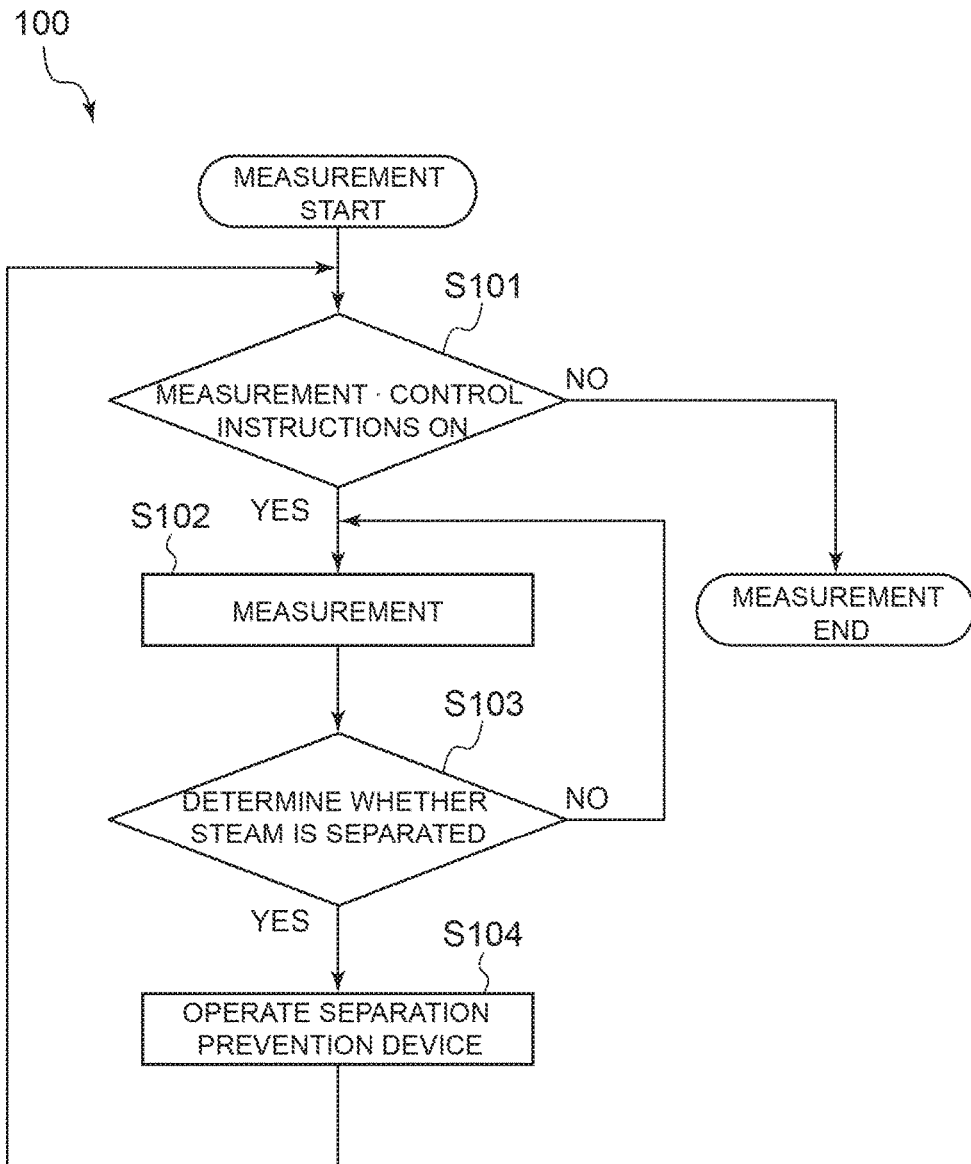 100
MEASUREMENT
START
S101
MEASUREMENT · CONTROL
INSTRUCTIONS ON
NO
YES
S102
MEASUREMENT
MEASUREMENT
END
S103
DETERMINE WHETHER
STEAM IS SEPARATED
NO
YES
S104
OPERATE SEPARATION
PREVENTION DEVICE